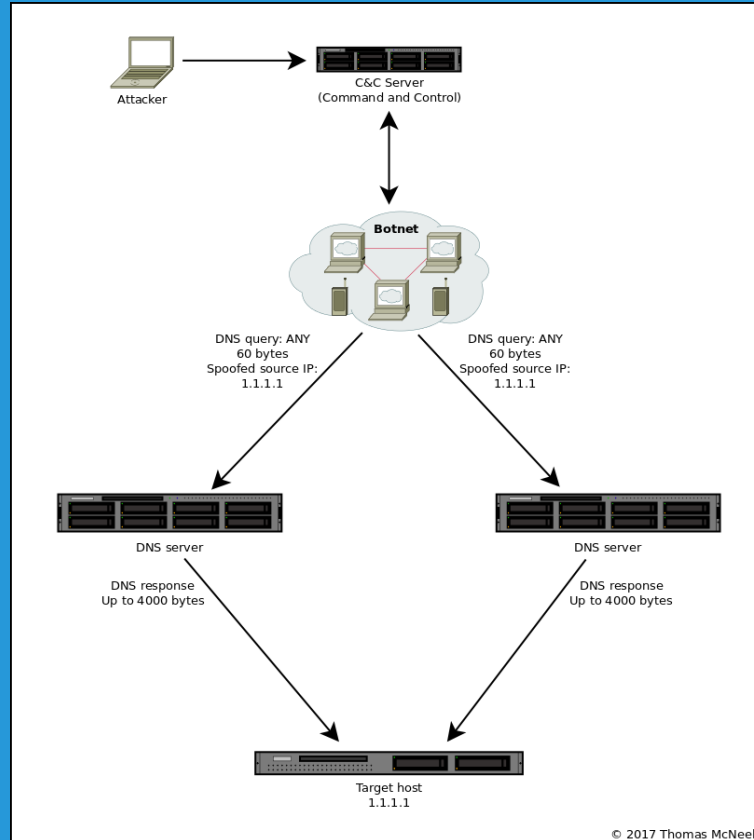 Attacker
C&C Server
(Command and Control)
Botnet
DNS query: ANY
60 bytes
Spoofed source IP:
1.1.1.1
DNS query: ANY
60 bytes
Spoofed source IP:
1.1.1.1
DNS server
DNS server
DNS response
Up to 4000 bytes
DNS response
Up to 4000 bytes
Target host
1.1.1.1
© 2017 Thomas McNeel